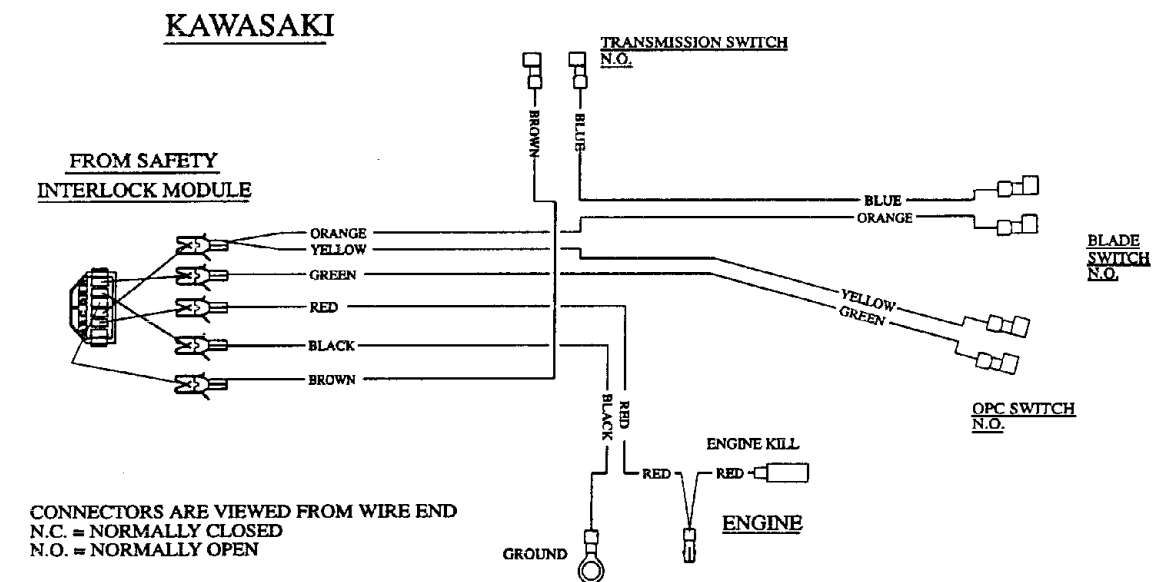 KAWASAKI
TRANSMISSION SWITCH
N.O.
BROWN
BLUE
FROM SAFETY
INTERLOCK MODULE
BLUE
ORANGE
ORANGE
YELLOW
BLADE
SWITCH
N.O.
GREEN
YELLOW
RED
GREEN
BLACK
BROWN
OPC SWITCH
N.O.
BLACK
RED
ENGINE KILL
RED
RED
CONNECTORS ARE VIEWED FROM WIRE END
N.C. = NORMALLY CLOSED
N.O. = NORMALLY OPEN
ENGINE
GROUND